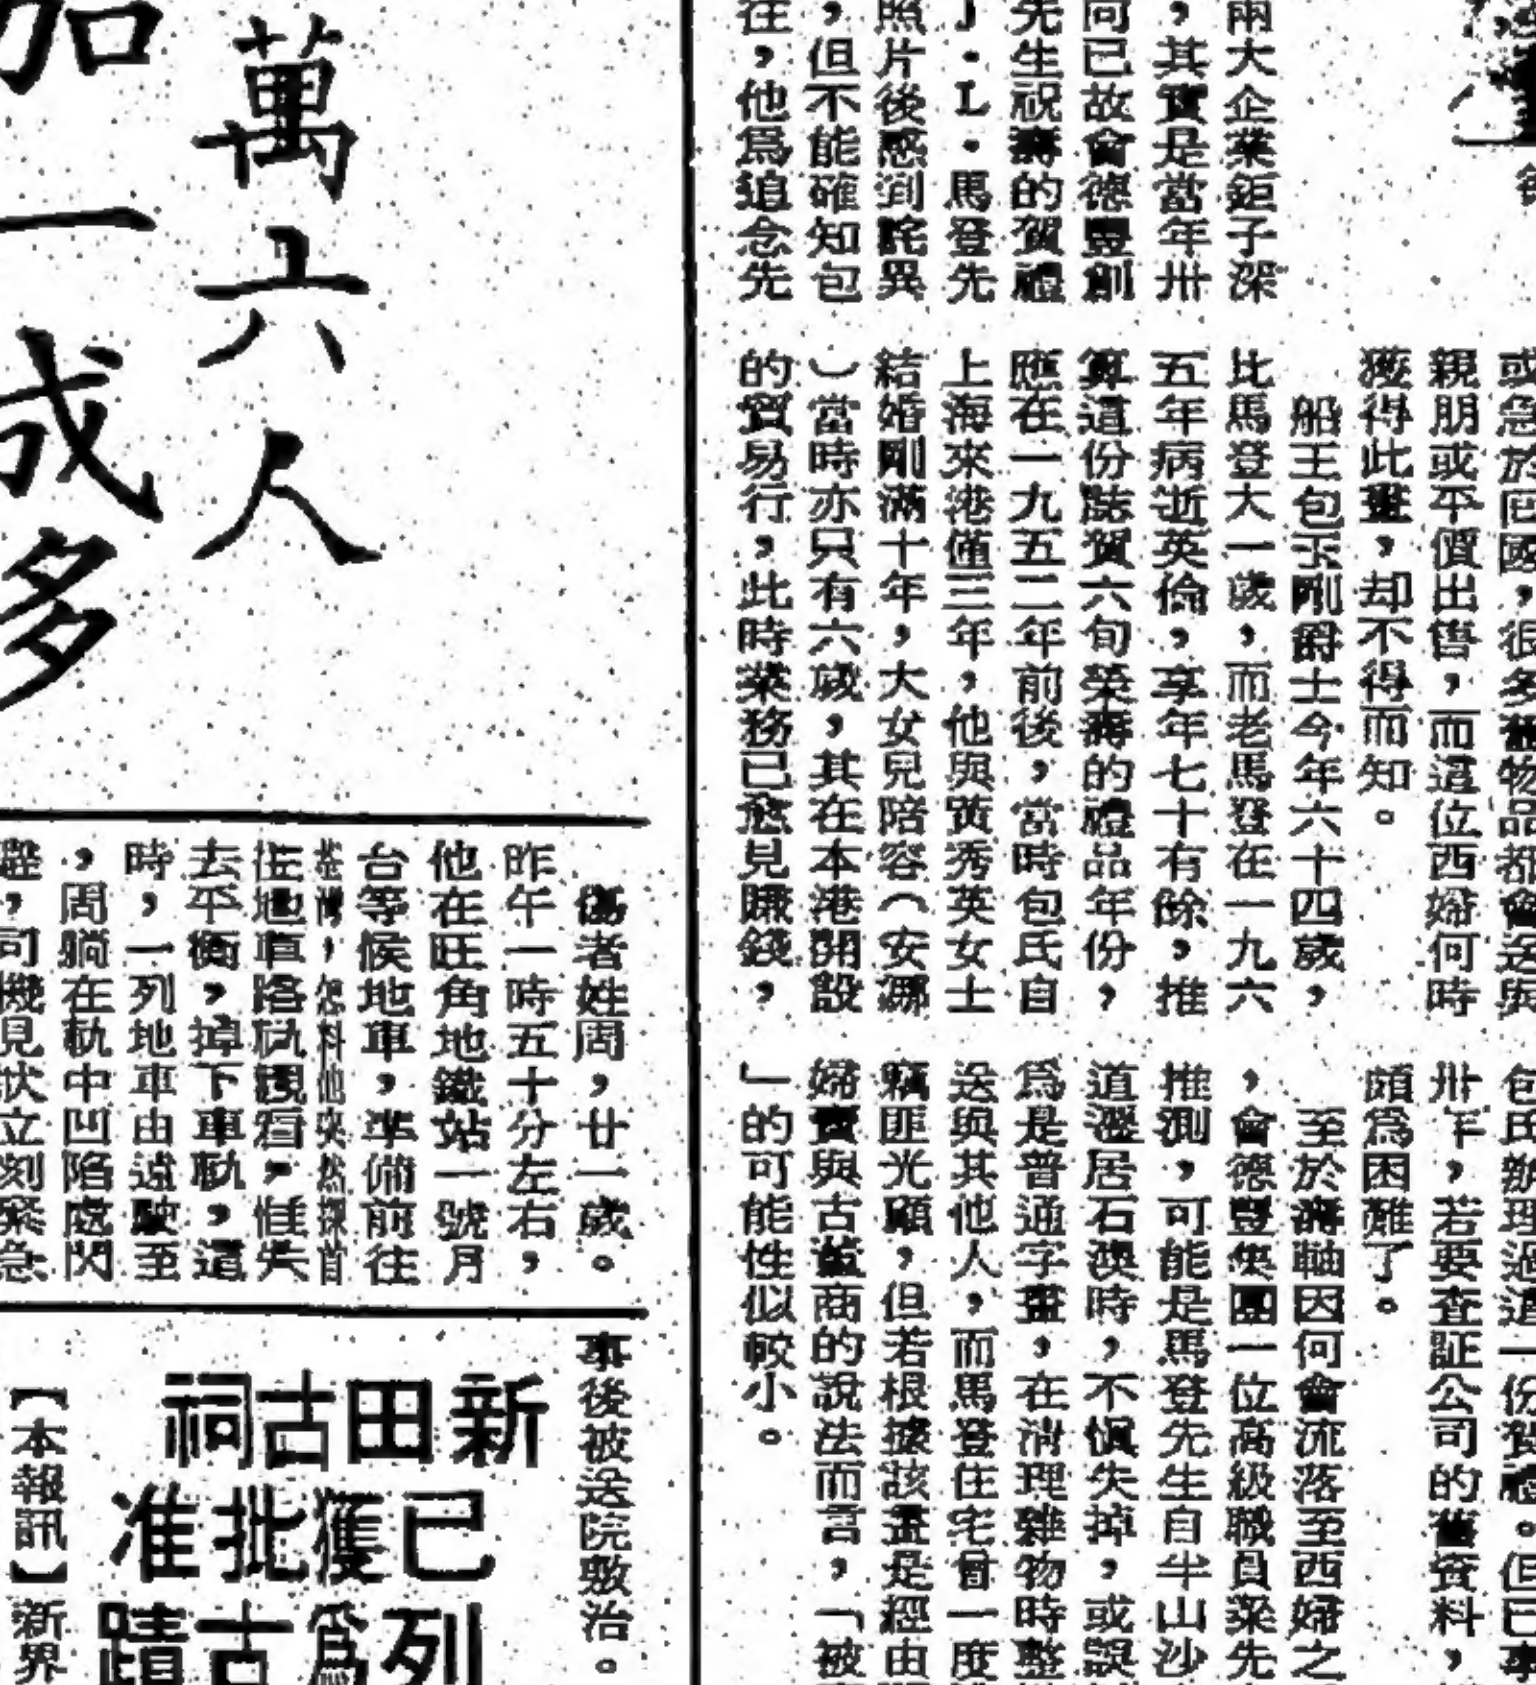 兩大企業鉅子深
，其實是當年卅
向已故會德豐創
先生祝壽的賀禮
J．L．馬登先
照片後感到詫異
，但不能確知包
往，他為追念先
或急於回國，很多舊物品都會送與
親朋或平價出售，而這位西婦何時
獲得此畫，却不得而知。
船王包玉剛爵士今年六十四歲，
比馬登大一歲，而老馬登在一九六
五年病逝英倫，享年七十有餘，推
算這份誌賀六旬榮壽的禮品年份，
應在一九五二年前後，當時包氏自
上海來港僅三年，他與黃秀英女士
結婚剛滿十年，大女兒陪容（安娜
）當時亦只有六歲，其在本港開設
的貿易行，此時業務已愈見賺錢，
包氏辦理過這一份賀禮。但已事
卅年，若要查証公司的舊資料，
頗為困難了。
至於壽軸因何會流落至西婦之
，會德豐集團一位高級職員梁先
推測，可能是馬登先生自半山沙
道遷居石澳時，不慎失掉，或誤
為是普通字畫，在清理雜物時整
送與其他人，而馬登住宅曾一度
竊匪光顧，但若根據該畫是經由
婦賣與古董商的說法而言，「被
」的可能性似較小。
萬六人
加一成多
傷者姓周，廿一歲。
昨午一時五十分左右，
他在旺角地鐵站一號月
台等候地車，準備前往
荃灣，怎料他突然探首
往地車路軌觀看，惟失
去平衡，掉下車軌，這
時，一列地車由遠駛至
，周躺在軌中凹陷處閃
避，司機見狀立刻緊急
事後被送院敷治。
新田古祠
已獲批准
列為古蹟
【本報訊】新界